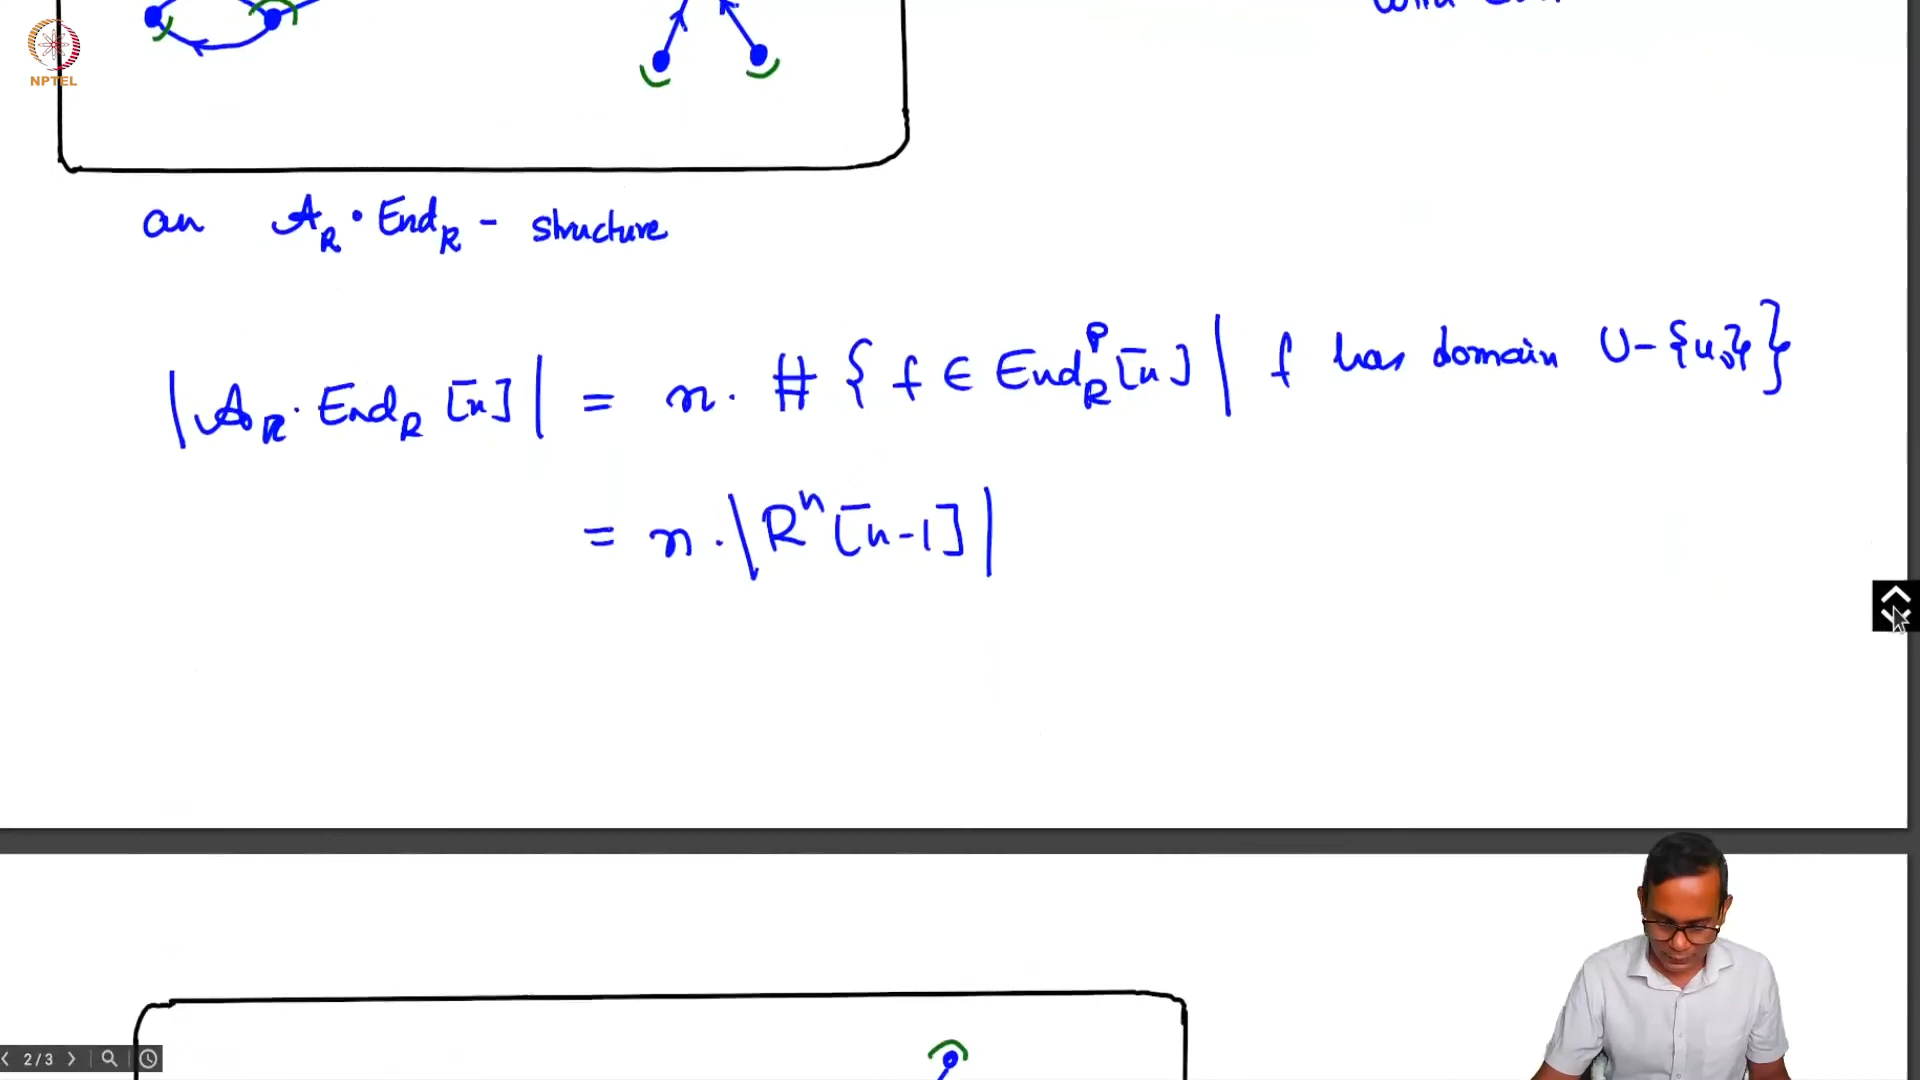 NPTEL
an 𝒜_R · End_R - structure
|𝒜_R · End_R [n]| = n · # { f ∈ End_R^P [n] | f has domain U - {u_0} }
= n · |R^n [n-1]|
2/3